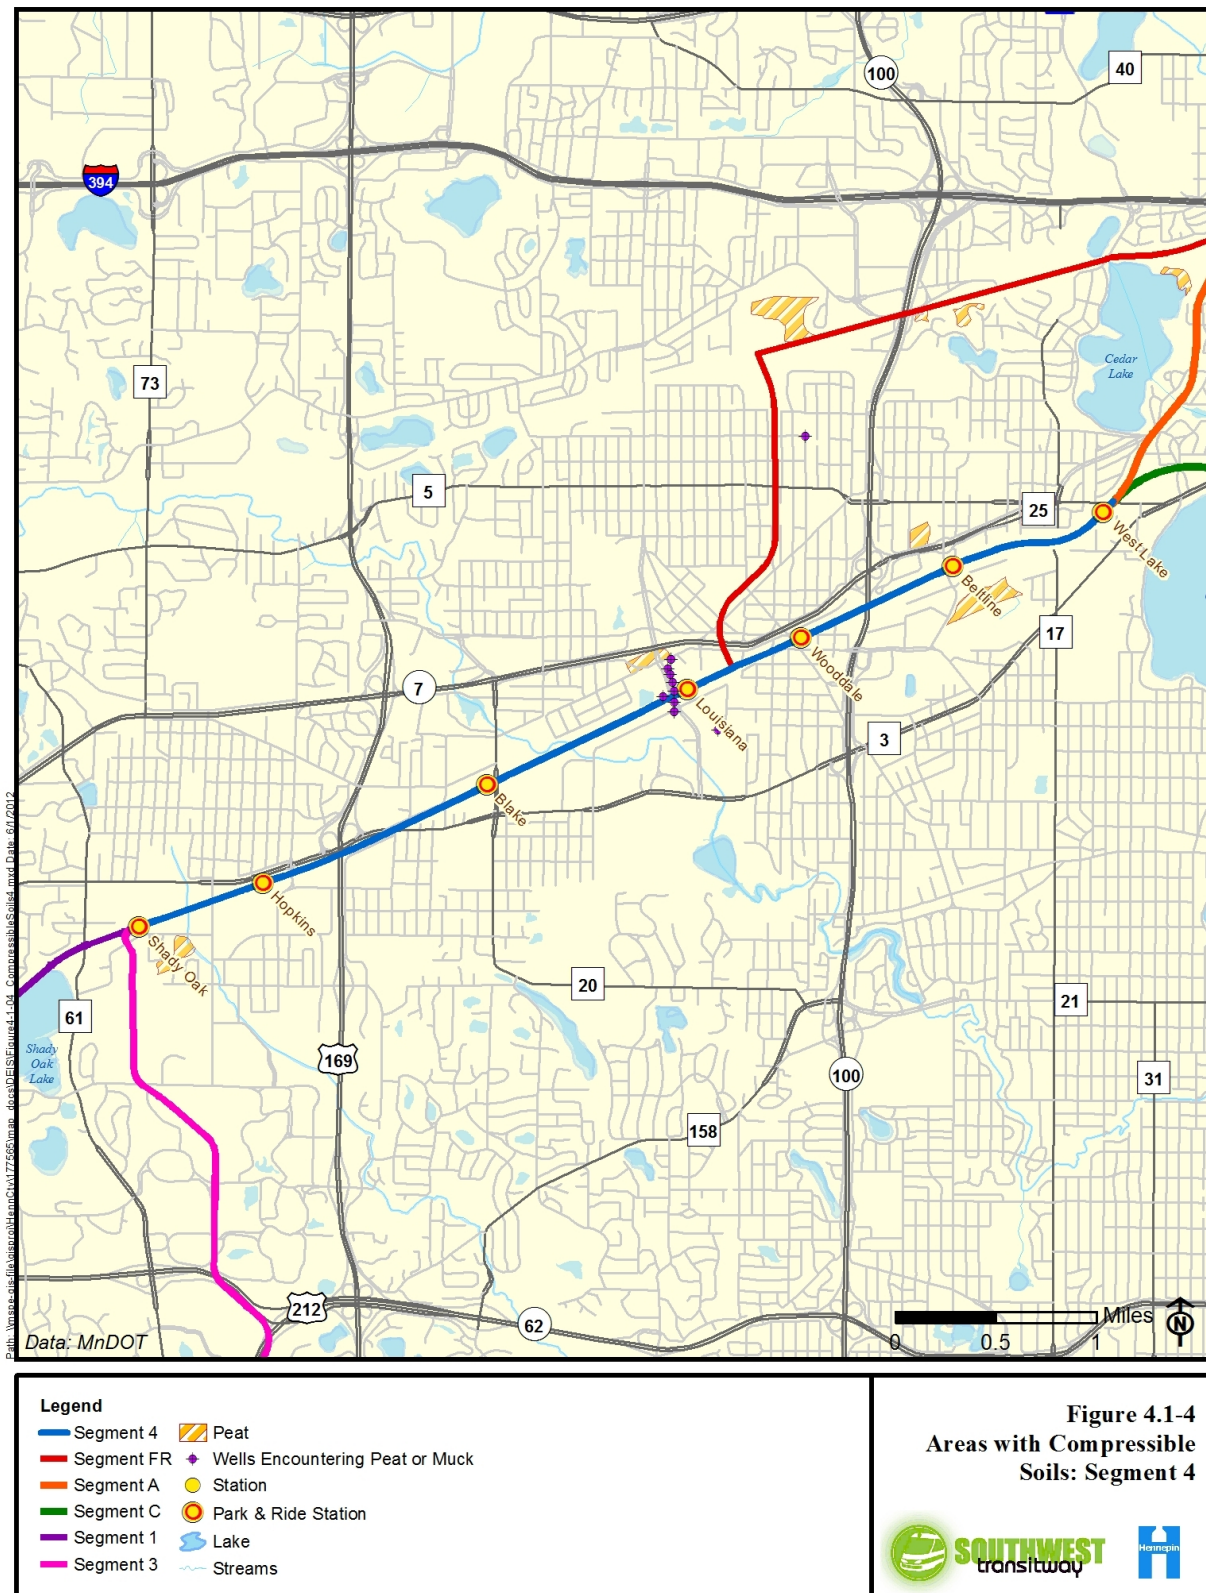 40
100
394
73
Cedar
Lake
5
25
West Lake
Beltline
17
Wooddale
7
Louisiana
3
Blake
Hopkins
Shady Oak
61
20
21
Shady
Oak
Lake
169
100
31
158
212
62
Miles
0 0.5 1
N
Data: MnDOT
Legend
Segment 4
Segment FR
Segment A
Segment C
Segment 1
Segment 3
Peat
Wells Encountering Peat or Muck
Station
Park & Ride Station
Lake
Streams
Figure 4.1-4
Areas with Compressible
Soils: Segment 4
SOUTHWEST
transitway
Hennepin